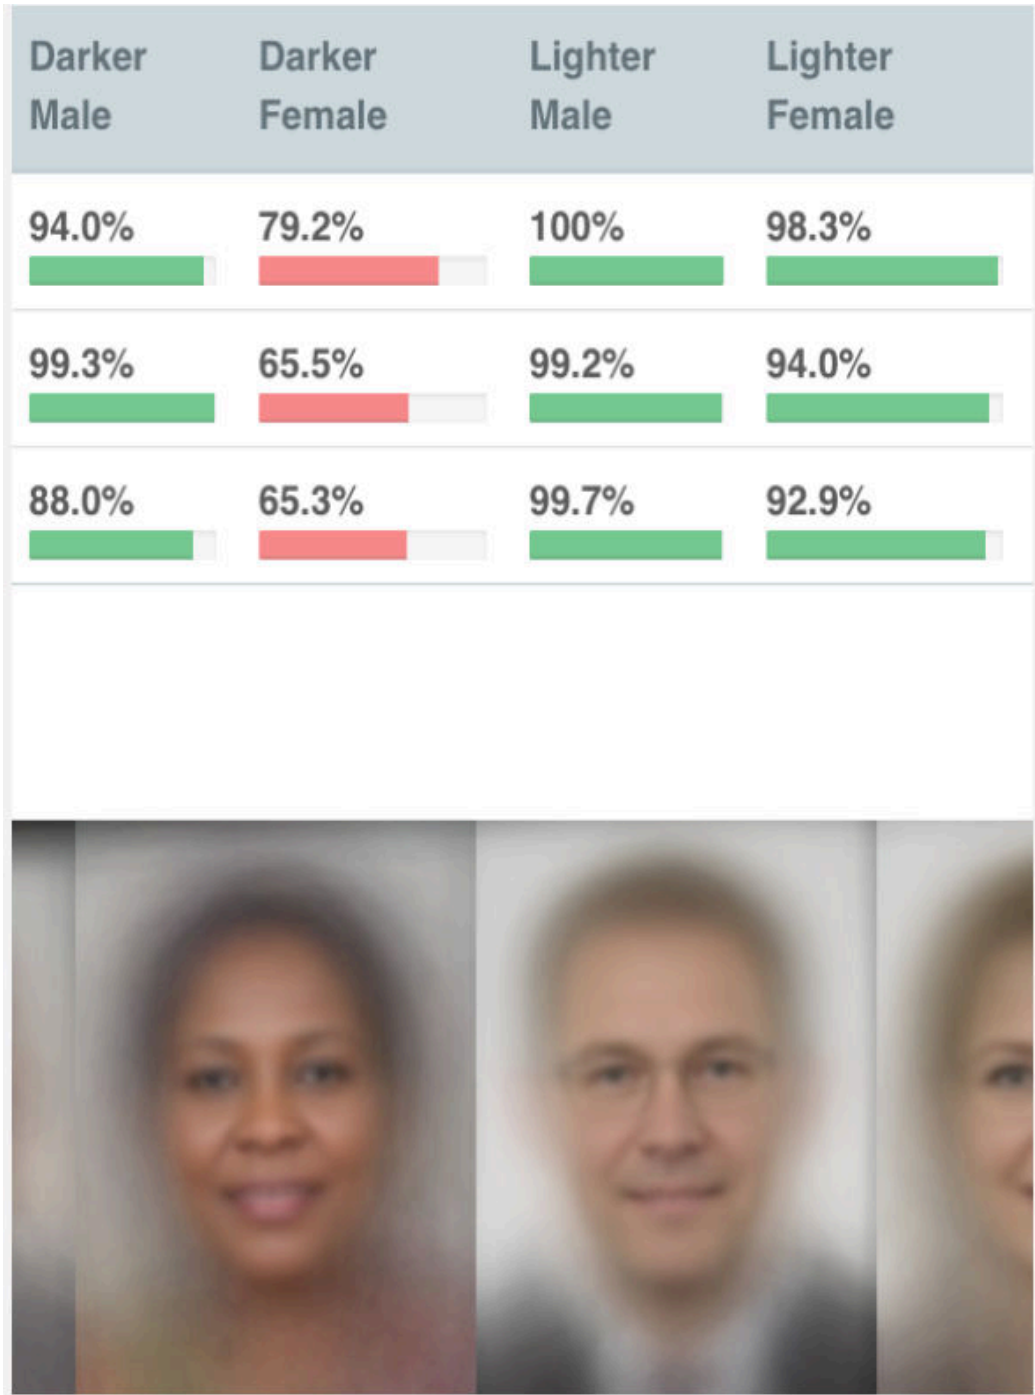 Darker Male Darker Female Lighter Male Lighter Female
94.0% 79.2% 100% 98.3%
99.3% 65.5% 99.2% 94.0%
88.0% 65.3% 99.7% 92.9%